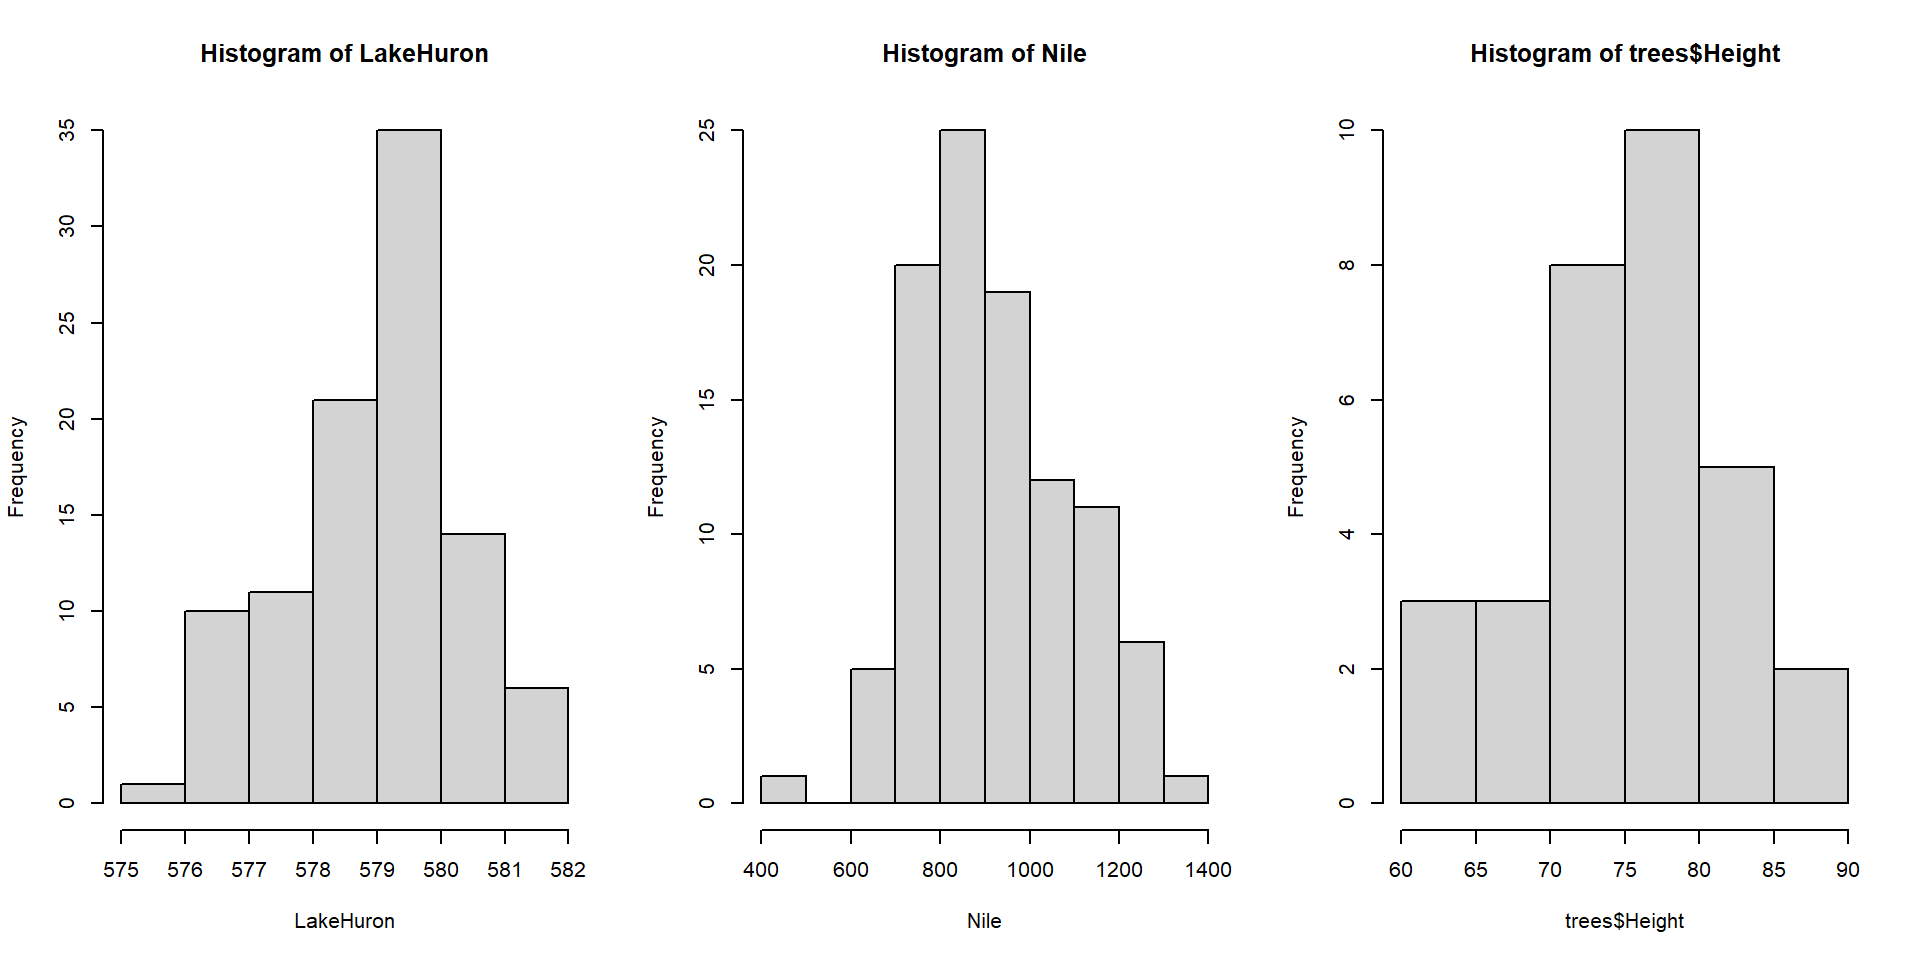 Histogram of LakeHuron
Frequency
35
30
25
20
15
10
5
0
575 576 577 578 579 580 581 582
LakeHuron
Histogram of Nile
Frequency
25
20
15
10
5
0
400 600 800 1000 1200 1400
Nile
Histogram of trees$Height
Frequency
10
8
6
4
2
0
60 65 70 75 80 85 90
trees$Height